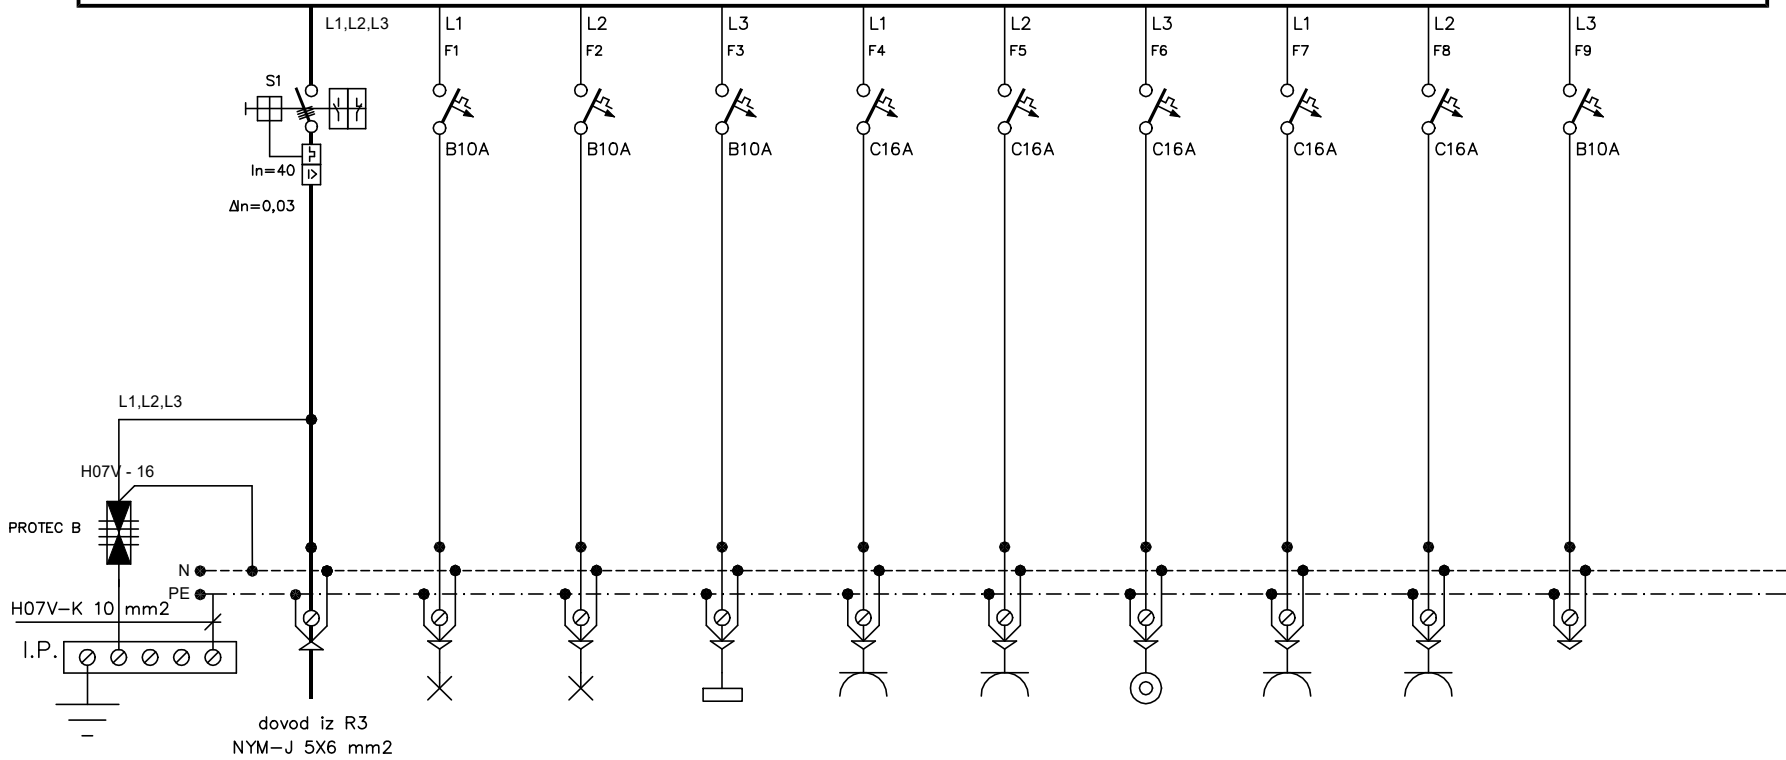 L1,L2,L3
L1
L2
L3
L1
L2
L3
L1
L2
L3
F1
F2
F3
F4
F5
F6
F7
F8
F9
S1
B10A
B10A
B10A
C16A
C16A
C16A
C16A
C16A
B10A
In=40
I>
ΔIn=0,03
L1,L2,L3
H07V - 16
PROTEC B
N
PE
H07V-K 10 mm2
I.P.
dovod iz R3
NYM-J 5X6 mm2